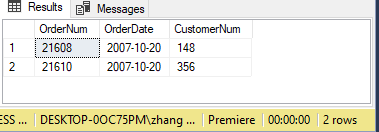 Results Messages
OrderNum OrderDate CustomerNum
1 21608 2007-10-20 148
2 21610 2007-10-20 356
ESS ... DESKTOP-0OC75PM\zhang ... Premiere 00:00:00 2 rows